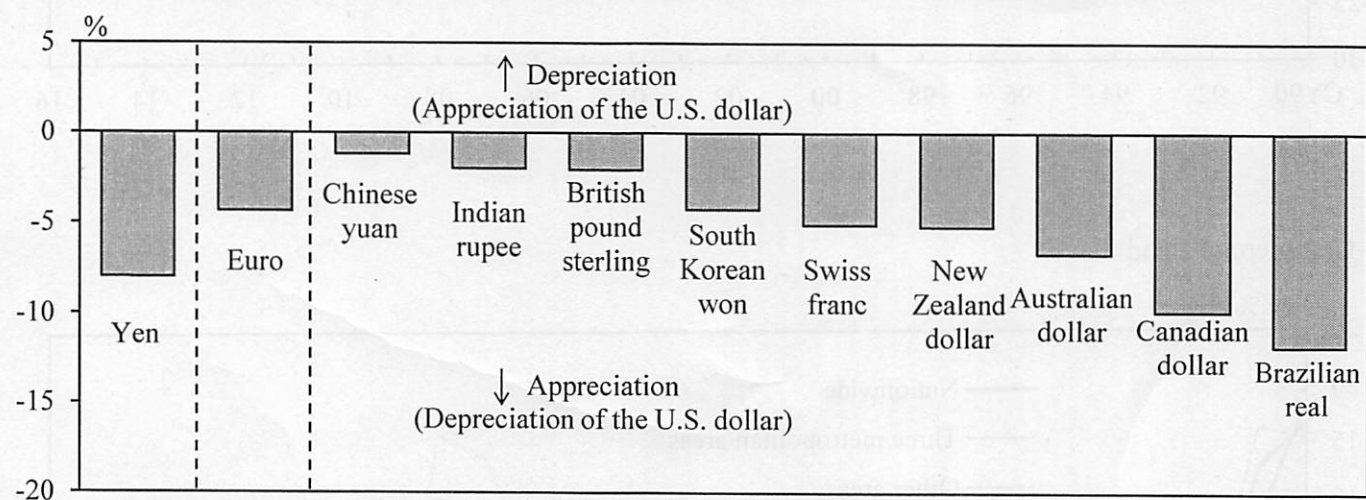 %
5
↑ Depreciation
(Appreciation of the U.S. dollar)
0
-5
-10
-15
-20
Yen
Euro
Chinese
yuan
Indian
rupee
British
pound
sterling
South
Korean
won
Swiss
franc
New
Zealand
dollar
Australian
dollar
Canadian
dollar
Brazilian
real
↓ Appreciation
(Depreciation of the U.S. dollar)